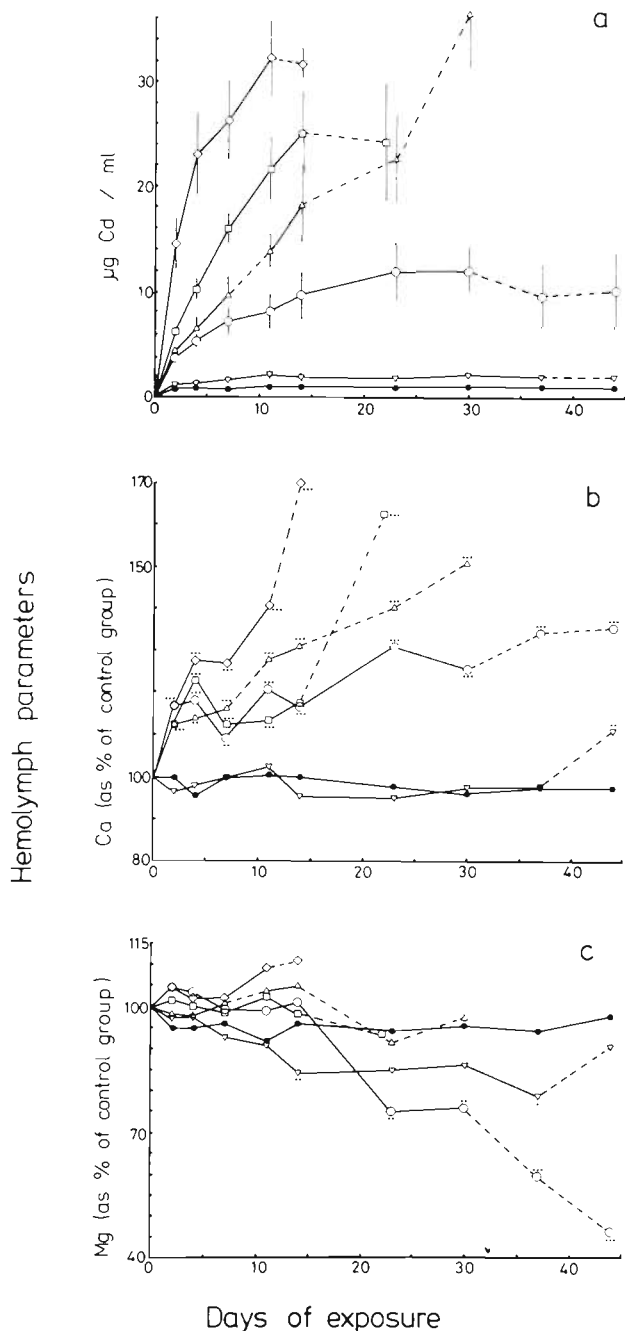 a
30
20
10
0
µg Cd / ml
0 10 20 30 40
b
170
150
100
80
Ca (as % of control group)
0 10 20 30 40
Hemolymph parameters
c
115
100
70
40
Mg (as % of control group)
0 10 20 30 40
Days of exposure